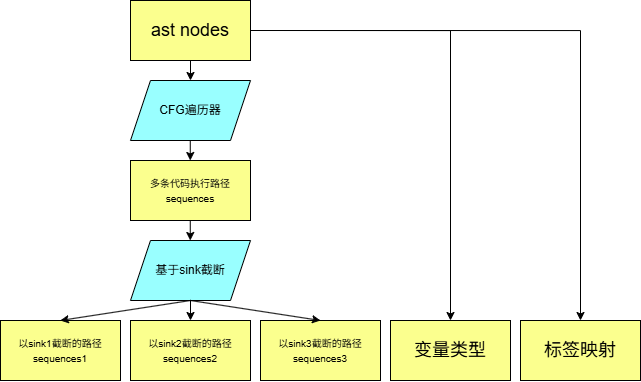 ast nodes
CFG遍历器
多条代码执行路径
sequences
基于sink截断
以sink1截断的路径
sequences1
以sink2截断的路径
sequences2
以sink3截断的路径
sequences3
变量类型
标签映射